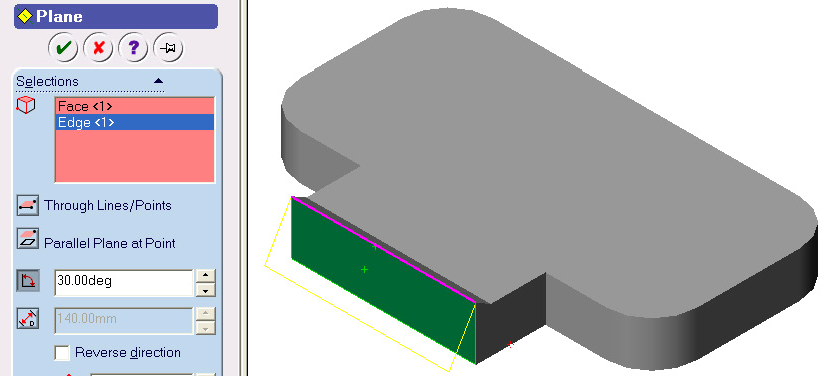 Plane
?
Selections
Face <1>
Edge <1>
Through Lines/Points
Parallel Plane at Point
30.00deg
D
140.00mm
Reverse direction